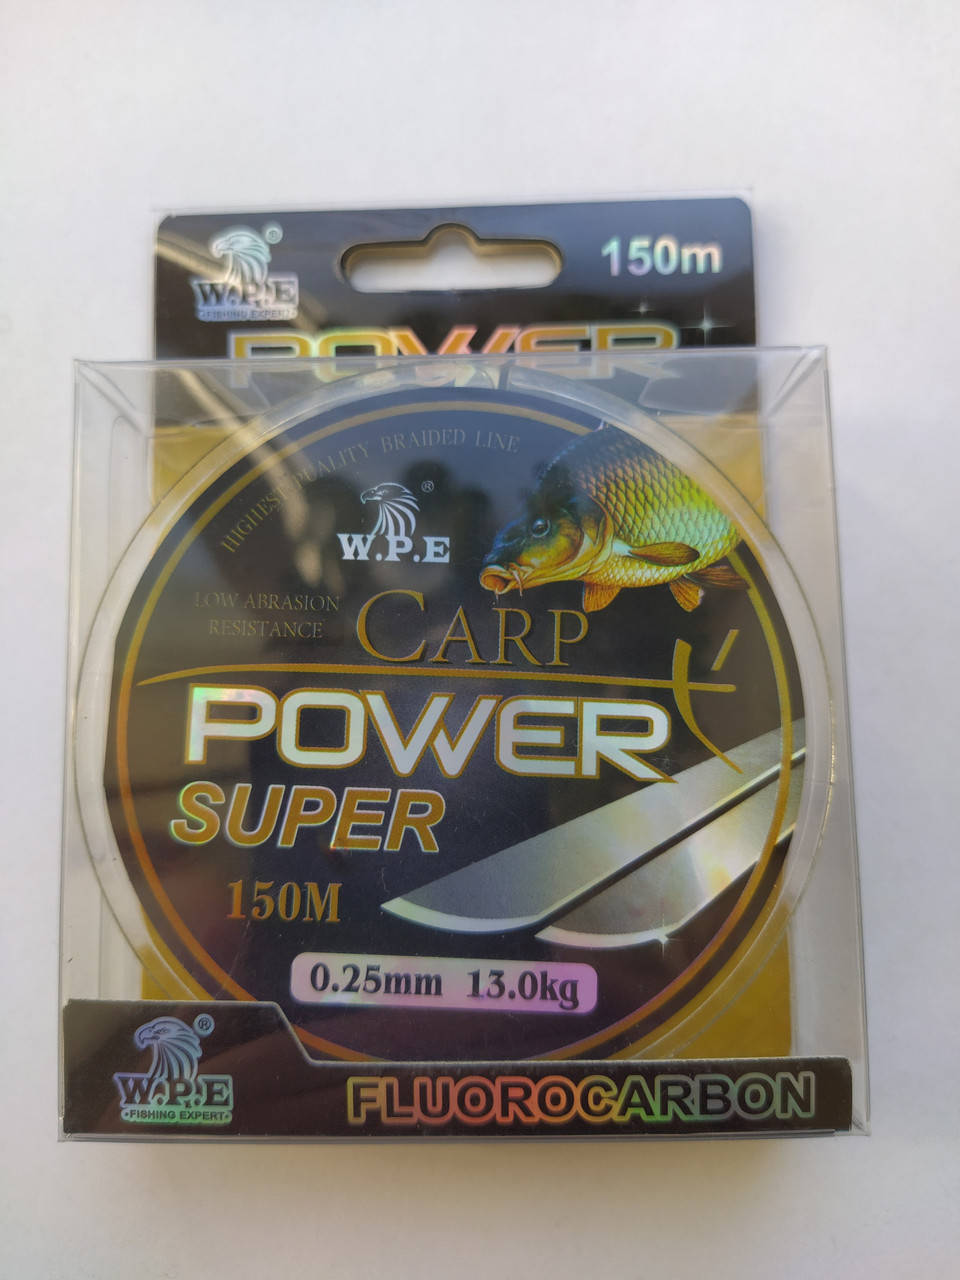 ®
W.P.E
·FISHING EXPERT·
150m
POWER
HIGHEST PUALITY BRAIDED LINE
®
W.P.E
LOW ABRASION
RESISTANCE
CARP
POWER
SUPER
150M
0.25mm 13.0kg
®
W.P.E
·FISHING EXPERT·
FLUOROCARBON